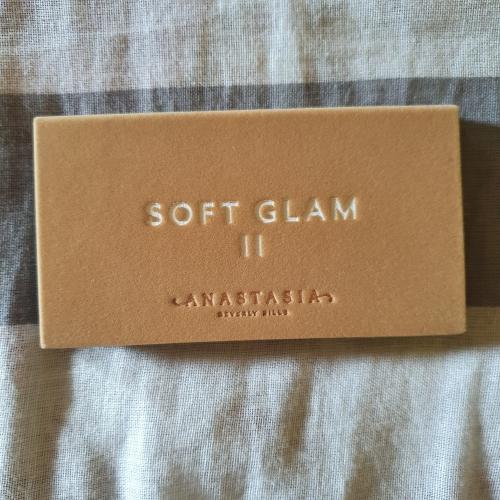 SOFT GLAM
II
ANASTASIA
BEVERLY HILLS